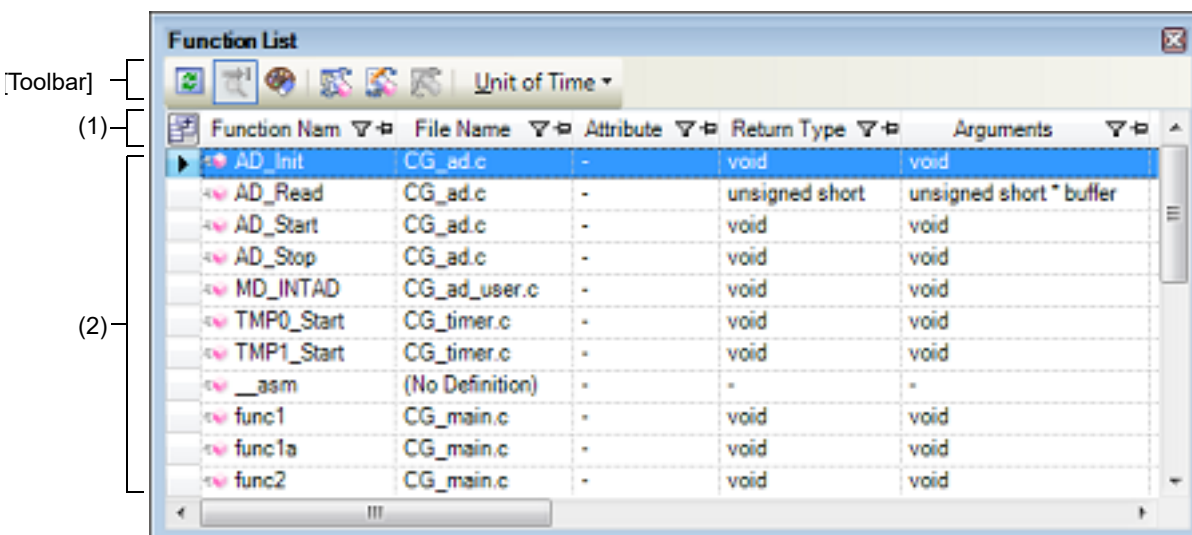 Function List
[Toolbar]
Unit of Time
(1)
Function Nam File Name Attribute Return Type Arguments
AD_Init CG_ad.c - void void
AD_Read CG_ad.c - unsigned short unsigned short * buffer
AD_Start CG_ad.c - void void
AD_Stop CG_ad.c - void void
MD_INTAD CG_ad_user.c - void void
(2)
TMP0_Start CG_timer.c - void void
TMP1_Start CG_timer.c - void void
__asm (No Definition) - - -
func1 CG_main.c - void void
func1a CG_main.c - void void
func2 CG_main.c - void void